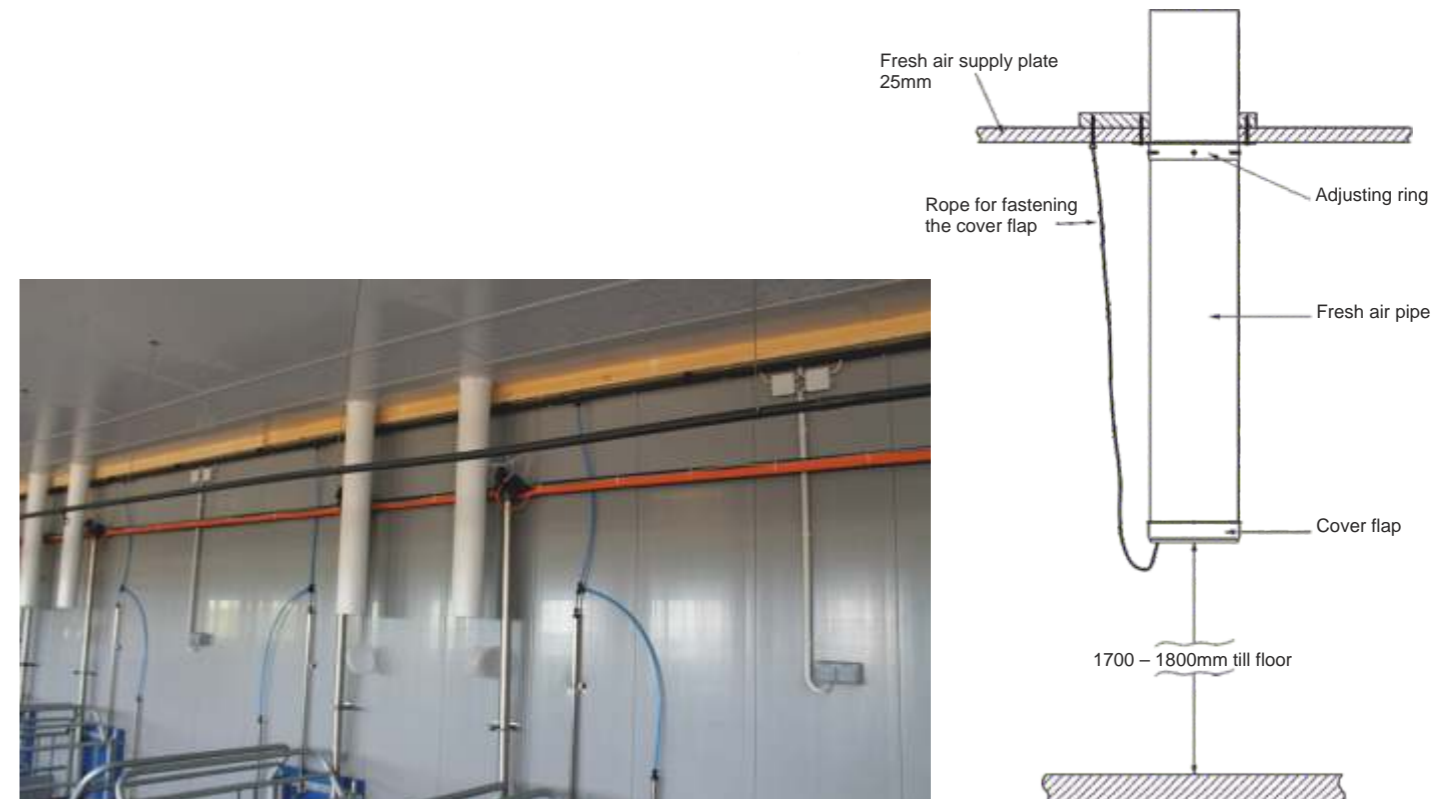 Fresh air supply plate
25mm
Adjusting ring
Rope for fastening
the cover flap
Fresh air pipe
Cover flap
1700 – 1800mm till floor